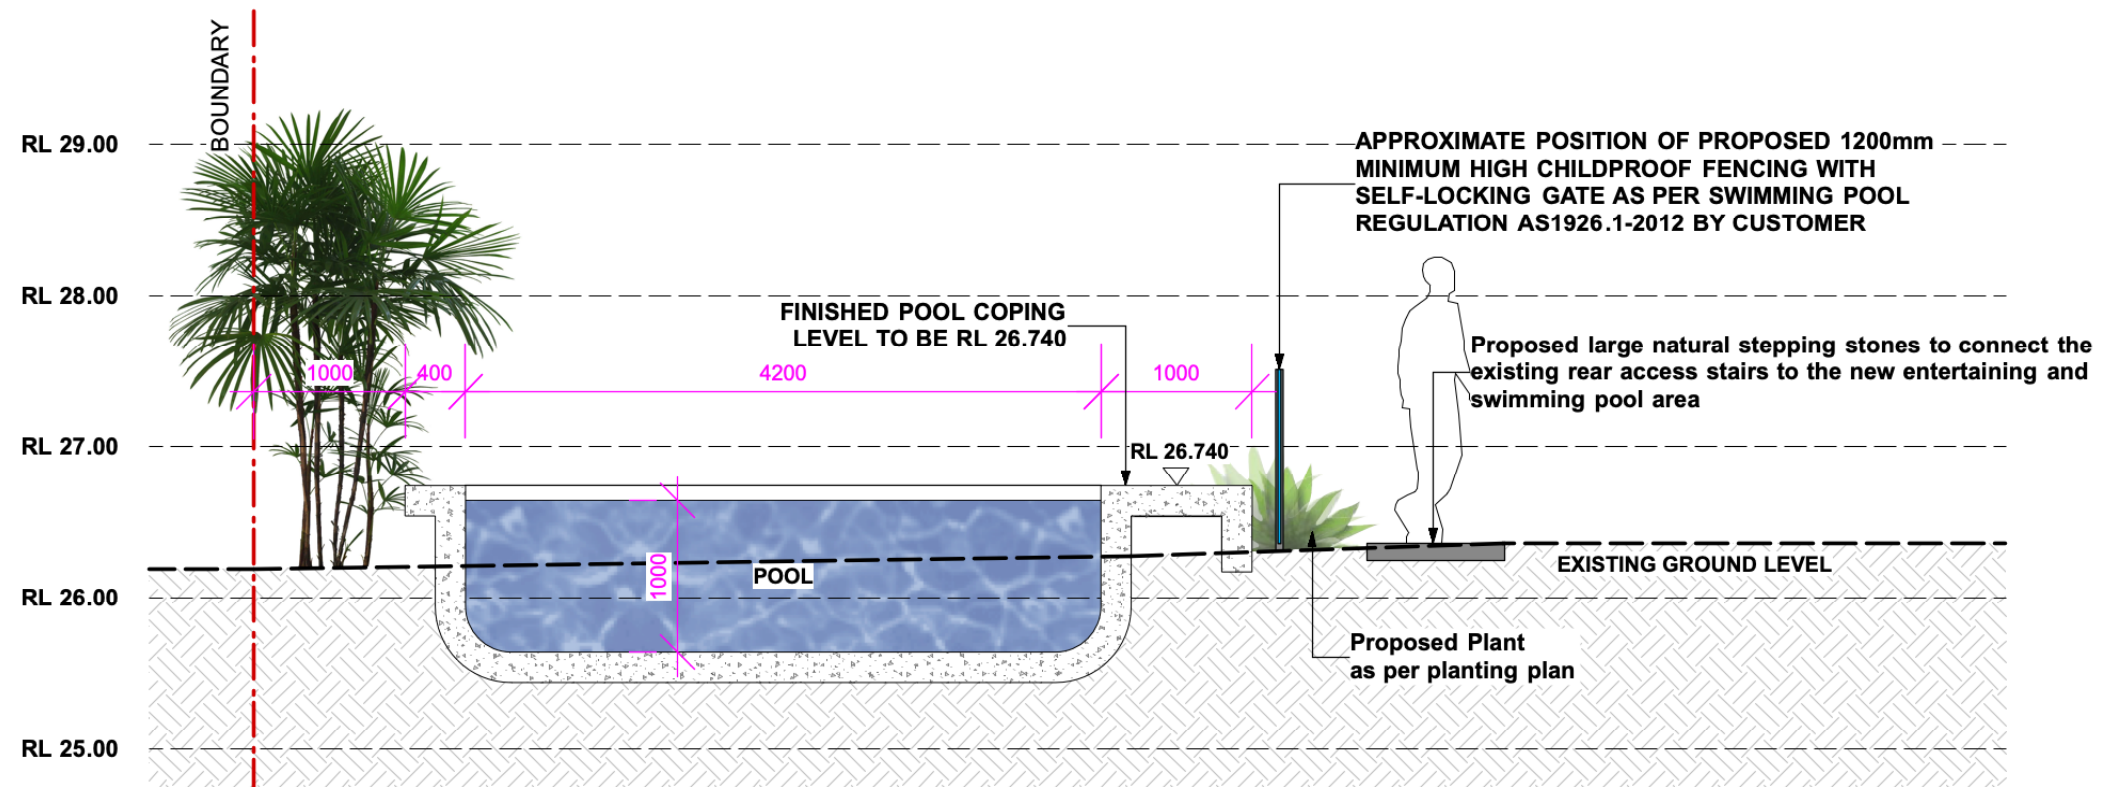 BOUNDARY
RL 29.00
APPROXIMATE POSITION OF PROPOSED 1200mm
MINIMUM HIGH CHILDPROOF FENCING WITH
SELF-LOCKING GATE AS PER SWIMMING POOL
REGULATION AS1926.1-2012 BY CUSTOMER
RL 28.00
FINISHED POOL COPING
LEVEL TO BE RL 26.740
Proposed large natural stepping stones to connect the
existing rear access stairs to the new entertaining and
swimming pool area
1000
400
4200
1000
RL 27.00
RL 26.740
1000
POOL
EXISTING GROUND LEVEL
RL 26.00
Proposed Plant
as per planting plan
RL 25.00